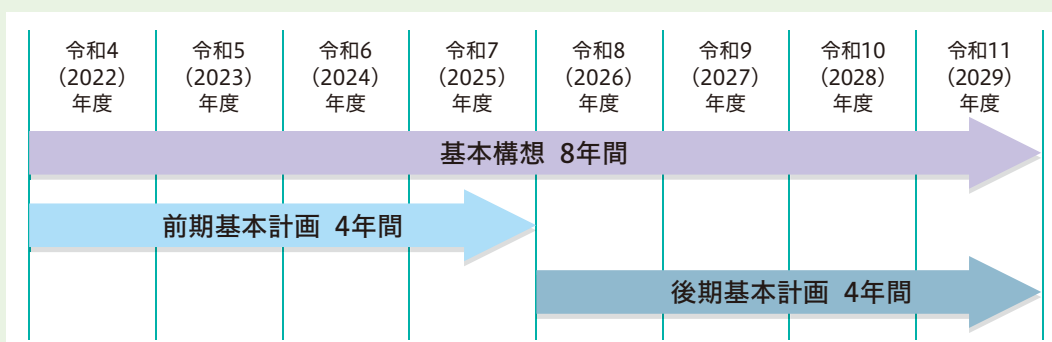 令和4
（2022）
年度
令和5
（2023）
年度
令和6
（2024）
年度
令和7
（2025）
年度
令和8
（2026）
年度
令和9
（2027）
年度
令和10
（2028）
年度
令和11
（2029）
年度
基本構想 8年間
前期基本計画 4年間
後期基本計画 4年間